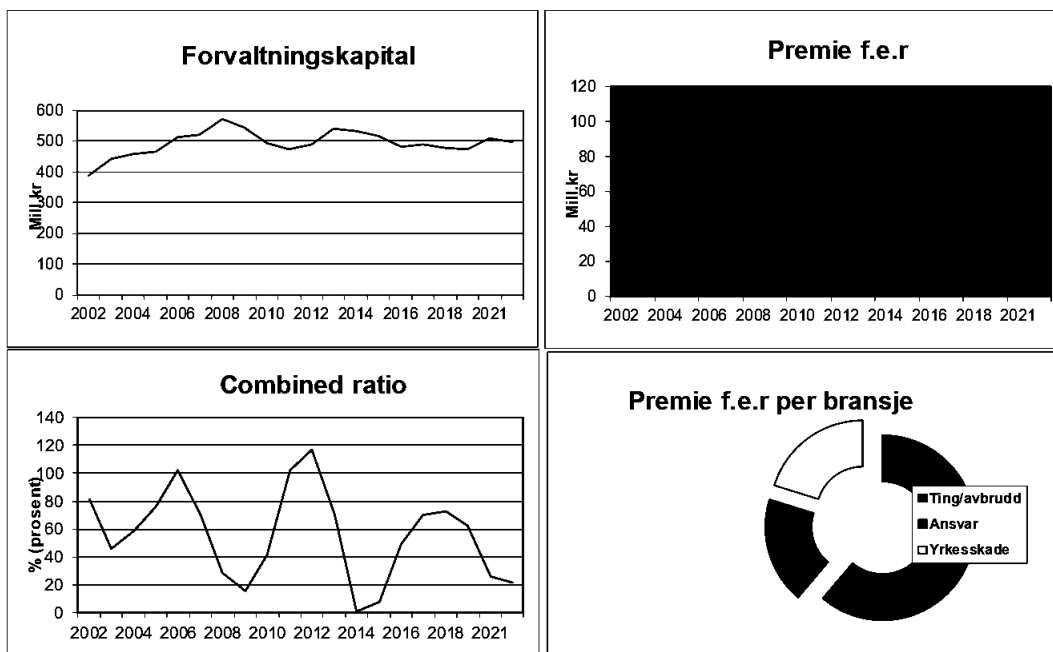 Forvaltningskapital
600
500
400
300
200
100
0
Mill.kr
2002 2004 2006 2008 2010 2012 2014 2016 2018 2021
Premie f.e.r
120
100
80
60
40
20
0
Mill.kr
2002 2004 2006 2008 2010 2012 2014 2016 2018 2021
Combined ratio
140
120
100
80
60
40
20
0
% (prosent)
2002 2004 2006 2008 2010 2012 2014 2016 2018 2021
Premie f.e.r per bransje
Ting/avbrudd
Ansvar
Yrkesskade